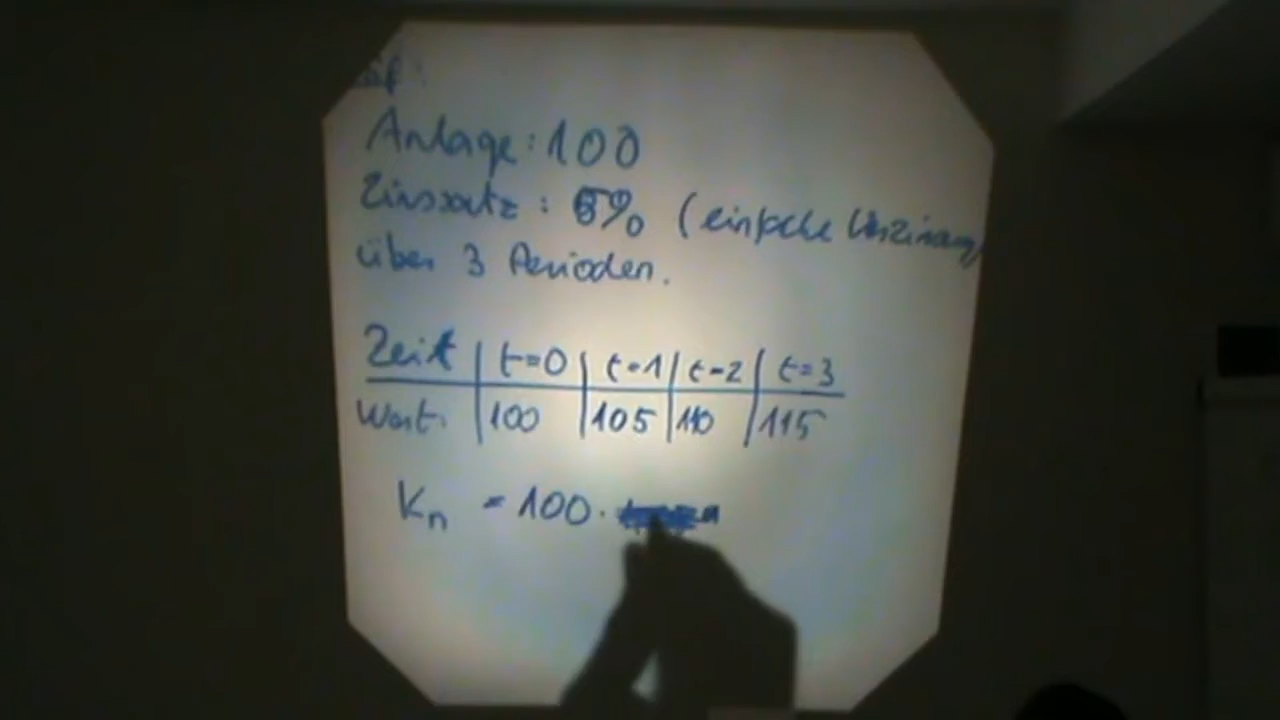 Anlage: 100
Zinssatz: 5% (einfache Verzinsung
über 3 Perioden.
Zeit | t=0 | t=1 | t=2 | t=3
Wert | 100 | 105 | 110 | 115
Kn = 100 ·